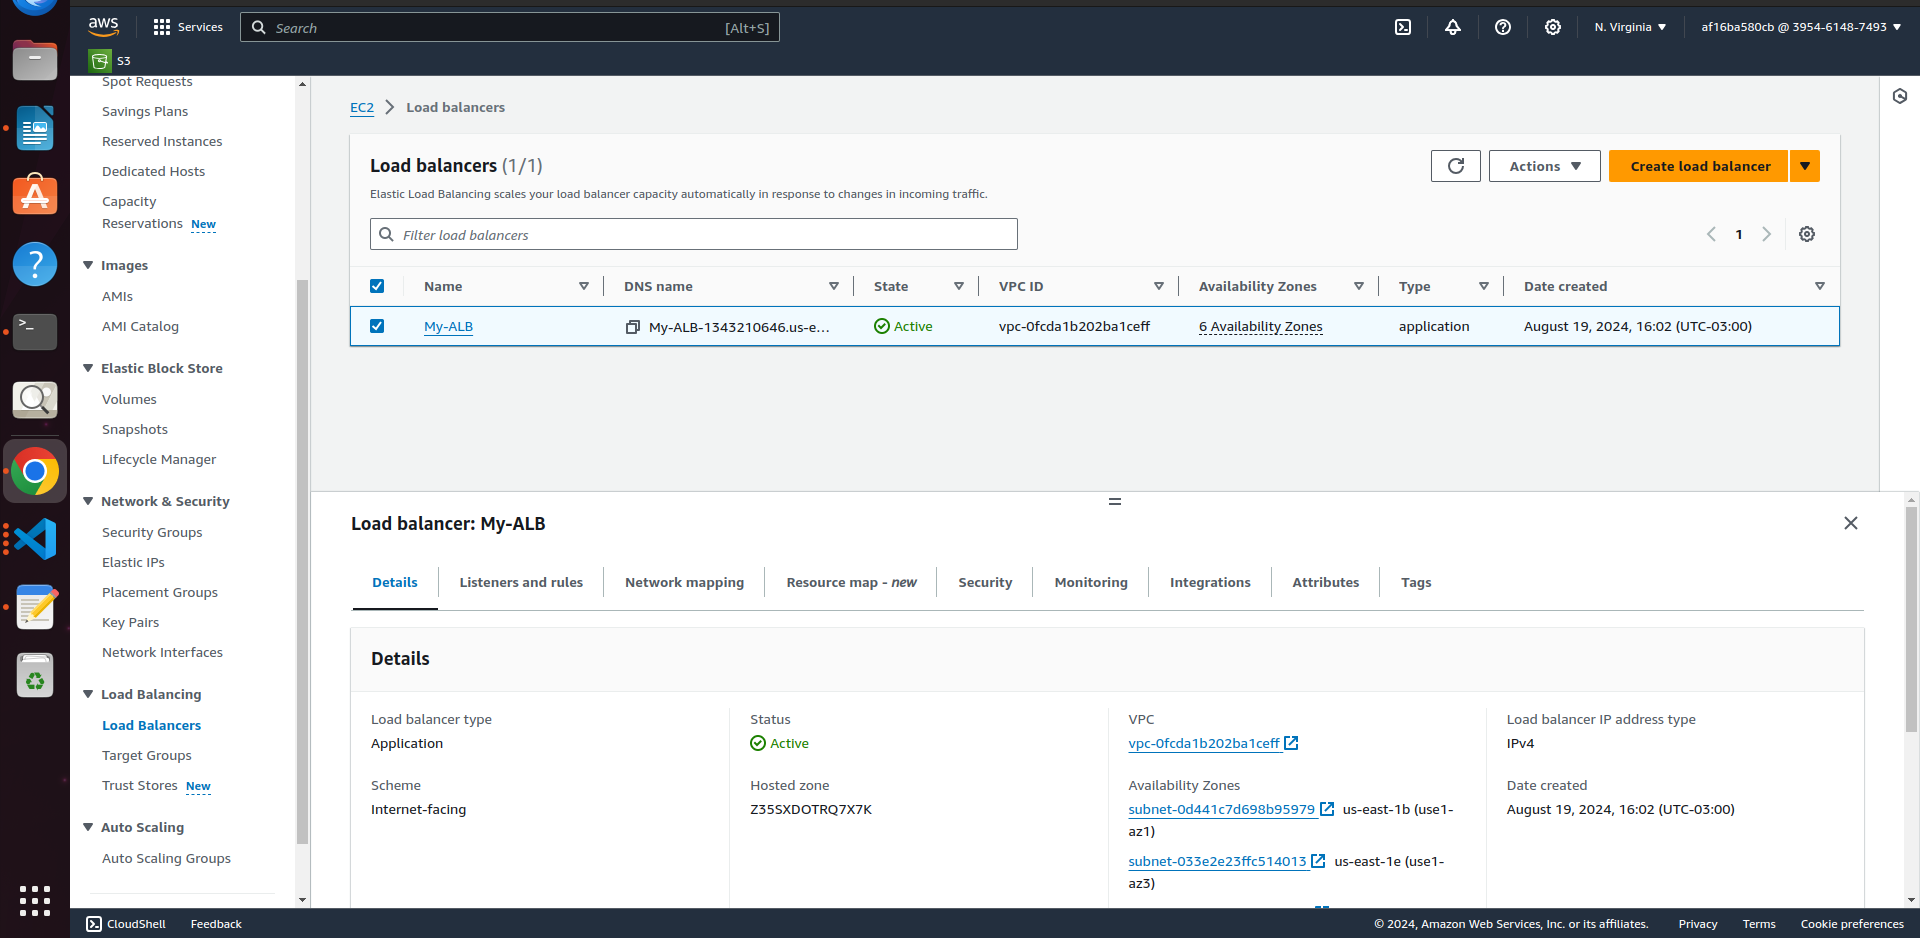 aws
Services
Search
[Alt+S]
N. Virginia
af16ba580cb @ 3954-6148-7493
S3
Spot Requests
Savings Plans
Reserved Instances
Dedicated Hosts
Capacity
Reservations New
Images
AMIs
AMI Catalog
Elastic Block Store
Volumes
Snapshots
Lifecycle Manager
Network & Security
Security Groups
Elastic IPs
Placement Groups
Key Pairs
Network Interfaces
Load Balancing
Load Balancers
Target Groups
Trust Stores New
Auto Scaling
Auto Scaling Groups
EC2 Load balancers
Load balancers (1/1)
Actions
Create load balancer
Elastic Load Balancing scales your load balancer capacity automatically in response to changes in incoming traffic.
Filter load balancers
1
Name DNS name State VPC ID Availability Zones Type Date created
My-ALB My-ALB-1343210646.us-e... Active vpc-0fcda1b202ba1ceff 6 Availability Zones application August 19, 2024, 16:02 (UTC-03:00)
Load balancer: My-ALB
Details Listeners and rules Network mapping Resource map - new Security Monitoring Integrations Attributes Tags
Details
Load balancer type
Application
Scheme
Internet-facing
Status
Active
Hosted zone
Z35SXDOTRQ7X7K
VPC
vpc-0fcda1b202ba1ceff
Availability Zones
subnet-0d441c7d698b95979 us-east-1b (use1-
az1)
subnet-033e2e23ffc514013 us-east-1e (use1-
az3)
Load balancer IP address type
IPv4
Date created
August 19, 2024, 16:02 (UTC-03:00)
CloudShell Feedback
© 2024, Amazon Web Services, Inc. or its affiliates. Privacy Terms Cookie preferences